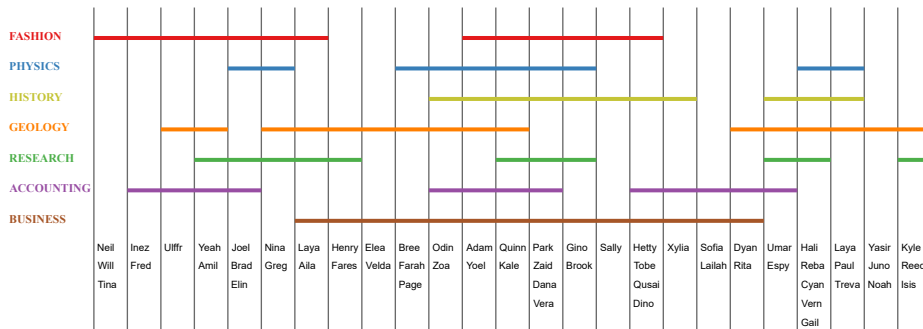 FASHION
PHYSICS
HISTORY
GEOLOGY
RESEARCH
ACCOUNTING
BUSINESS
Neil Inez Ulffr Yeah Joel Nina Laya Henry Elea Bree Odin Adam Quinn Park Gino Sally Hetty Xylia Sofia Dyan Umar Hali Laya Yasir Kyle
Will Fred Amil Brad Greg Aila Fares Velda Farah Zoa Yoel Kale Zaid Brook Tobe Lailah Rita Espy Reba Paul Juno Reed
Tina Elin Page Dana Qusai Cyan Treva Noah Isis
Vera Dino Vern
Gail